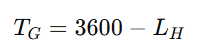 T_G = 3600 − L_H